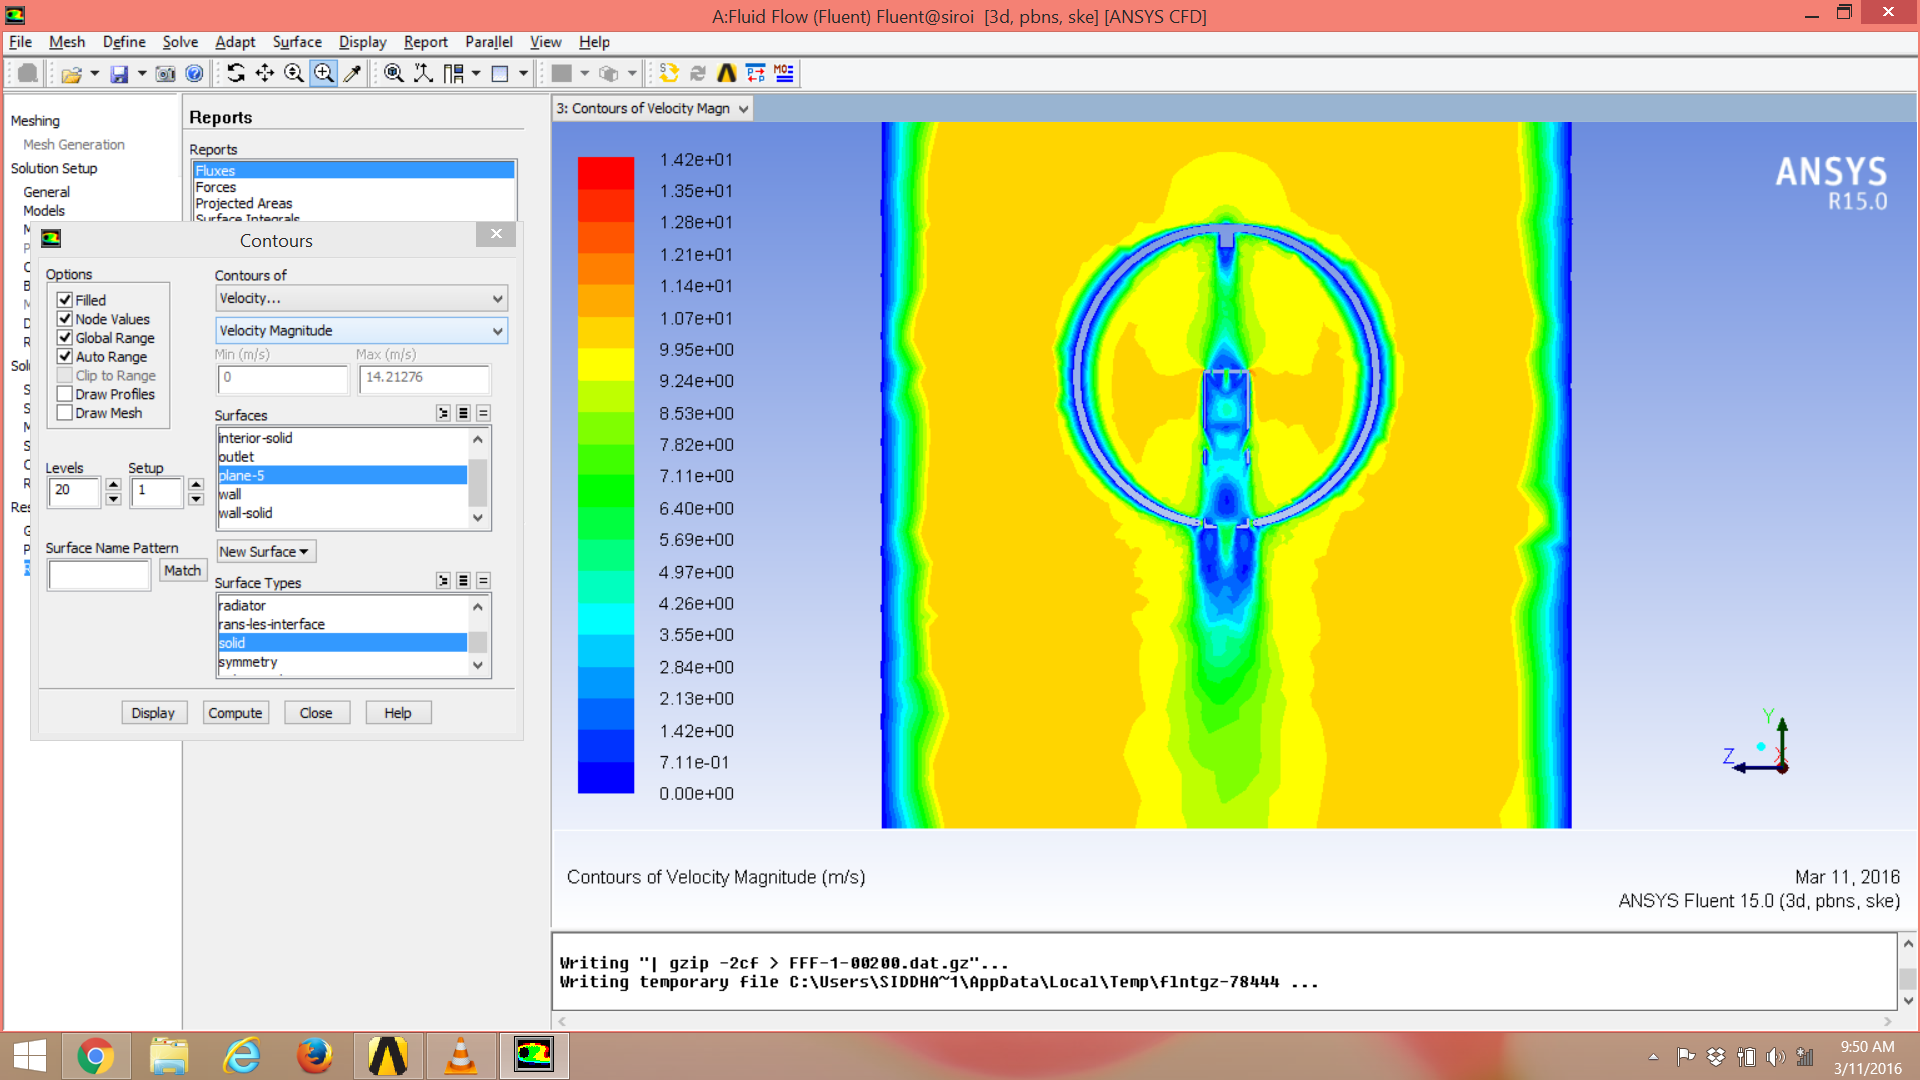 A:Fluid Flow (Fluent) Fluent@siroi [3d, pbns, ske] [ANSYS CFD]
File Mesh Define Solve Adapt Surface Display Report Parallel View Help
Meshing
Mesh Generation
Solution Setup
General
Models
Reports
Reports
Fluxes
Forces
Projected Areas
Surface Integrals
Contours
Options
Filled
Node Values
Global Range
Auto Range
Clip to Range
Draw Profiles
Draw Mesh
Levels Setup
20 1
Surface Name Pattern
Match
Contours of
Velocity...
Velocity Magnitude
Min (m/s) Max (m/s)
0 14.21276
Surfaces
interior-solid
outlet
plane-5
wall
wall-solid
New Surface
Surface Types
radiator
rans-les-interface
solid
symmetry
Display Compute Close Help
3: Contours of Velocity Magn
1.42e+01
1.35e+01
1.28e+01
1.21e+01
1.14e+01
1.07e+01
9.95e+00
9.24e+00
8.53e+00
7.82e+00
7.11e+00
6.40e+00
5.69e+00
4.97e+00
4.26e+00
3.55e+00
2.84e+00
2.13e+00
1.42e+00
7.11e-01
0.00e+00
ANSYS
R15.0
Y
Z
X
Contours of Velocity Magnitude (m/s)
Mar 11, 2016
ANSYS Fluent 15.0 (3d, pbns, ske)
Writing "| gzip -2cf > FFF-1-00200.dat.gz"...
Writing temporary file C:\Users\SIDDHA~1\AppData\Local\Temp\flntgz-78444 ...
9:50 AM
3/11/2016